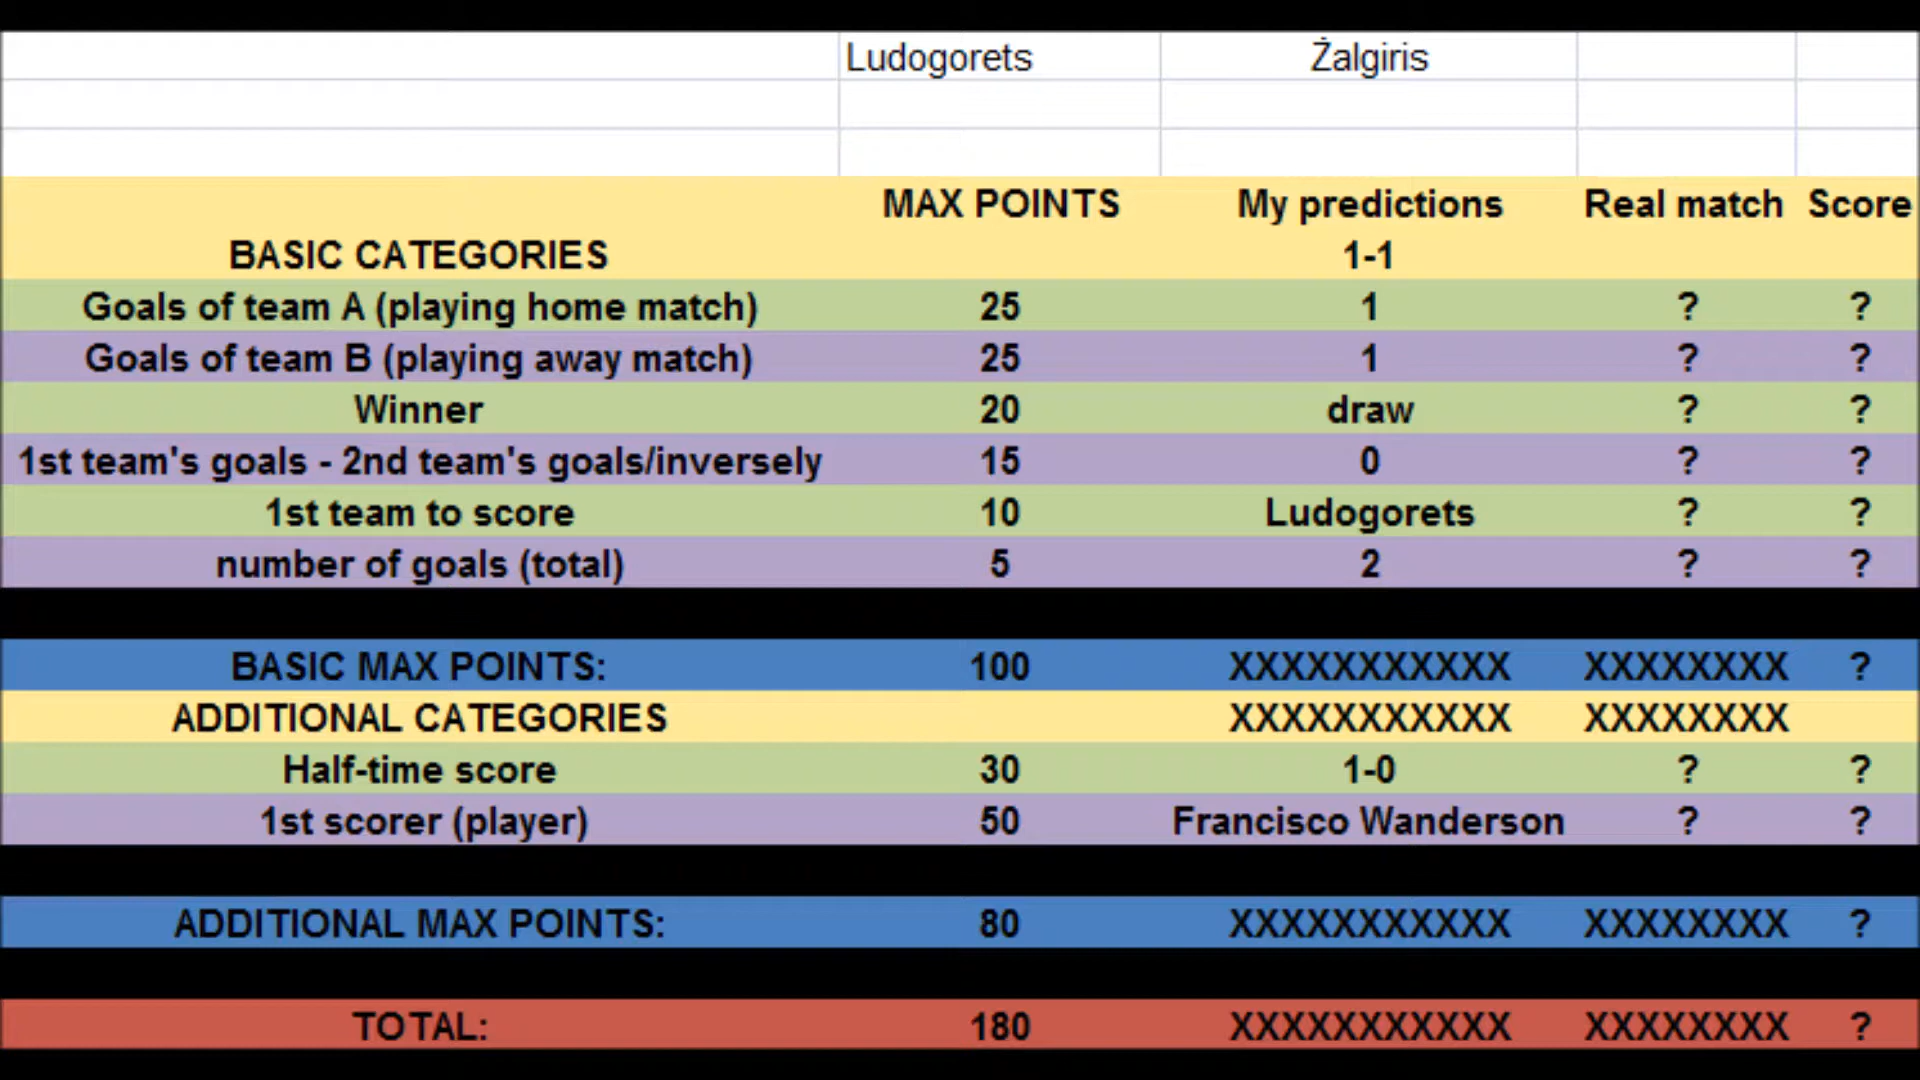 Ludogorets Żalgiris
MAX POINTS My predictions Real match Score
BASIC CATEGORIES 1-1
Goals of team A (playing home match) 25 1 ? ?
Goals of team B (playing away match) 25 1 ? ?
Winner 20 draw ? ?
1st team's goals - 2nd team's goals/inversely 15 0 ? ?
1st team to score 10 Ludogorets ? ?
number of goals (total) 5 2 ? ?
BASIC MAX POINTS: 100 XXXXXXXXXXX XXXXXXXX ?
ADDITIONAL CATEGORIES XXXXXXXXXXX XXXXXXXX
Half-time score 30 1-0 ? ?
1st scorer (player) 50 Francisco Wanderson ? ?
ADDITIONAL MAX POINTS: 80 XXXXXXXXXXX XXXXXXXX ?
TOTAL: 180 XXXXXXXXXXX XXXXXXXX ?